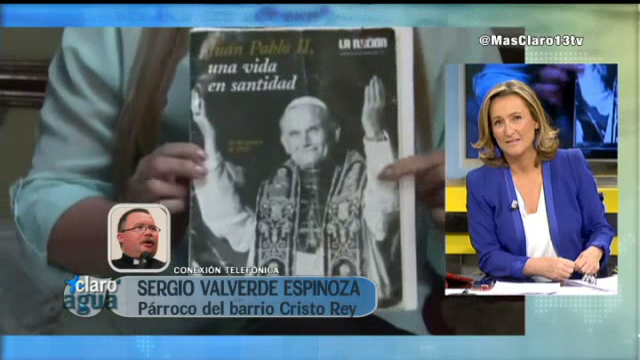 @MasClaro13tv
Juan Pablo II,
una vida
en santidad
LA NACION
CONEXIÓN TELEFÓNICA
claro
agua
SERGIO VALVERDE ESPINOZA
Párroco del barrio Cristo Rey